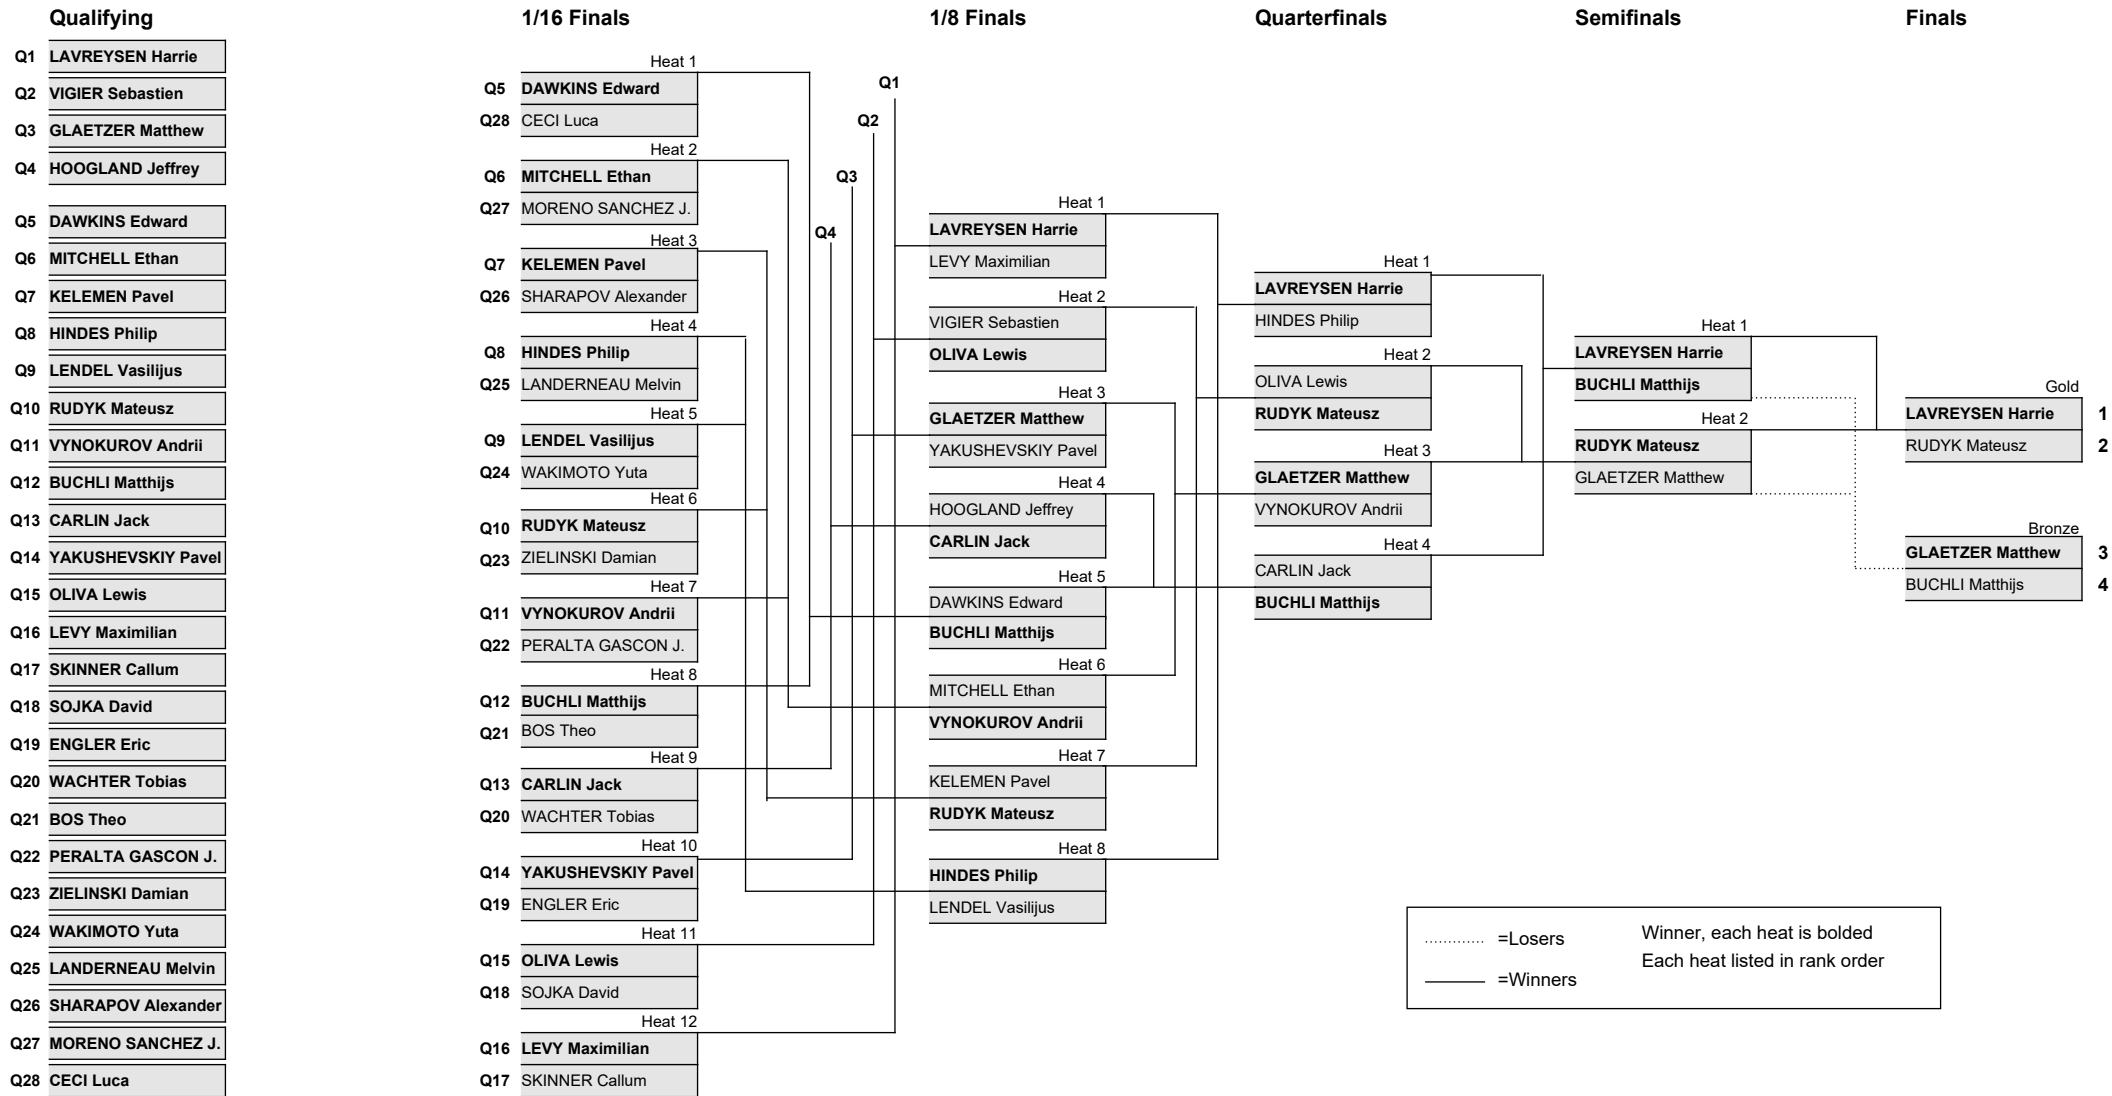 Qualifying
Q1 LAVREYSEN Harrie
Q2 VIGIER Sebastien
Q3 GLAETZER Matthew
Q4 HOOGLAND Jeffrey
Q5 DAWKINS Edward
Q6 MITCHELL Ethan
Q7 KELEMEN Pavel
Q8 HINDES Philip
Q9 LENDEL Vasilijus
Q10 RUDYK Mateusz
Q11 VYNOKUROV Andrii
Q12 BUCHLI Matthijs
Q13 CARLIN Jack
Q14 YAKUSHEVSKIY Pavel
Q15 OLIVA Lewis
Q16 LEVY Maximilian
Q17 SKINNER Callum
Q18 SOJKA David
Q19 ENGLER Eric
Q20 WACHTER Tobias
Q21 BOS Theo
Q22 PERALTA GASCON J.
Q23 ZIELINSKI Damian
Q24 WAKIMOTO Yuta
Q25 LANDERNEAU Melvin
Q26 SHARAPOV Alexander
Q27 MORENO SANCHEZ J.
Q28 CECI Luca
1/16 Finals
Heat 1
Q5 DAWKINS Edward
Q28 CECI Luca
Heat 2
Q6 MITCHELL Ethan
Q27 MORENO SANCHEZ J.
Heat 3
Q7 KELEMEN Pavel
Q26 SHARAPOV Alexander
Heat 4
Q8 HINDES Philip
Q25 LANDERNEAU Melvin
Heat 5
Q9 LENDEL Vasilijus
Q24 WAKIMOTO Yuta
Heat 6
Q10 RUDYK Mateusz
Q23 ZIELINSKI Damian
Heat 7
Q11 VYNOKUROV Andrii
Q22 PERALTA GASCON J.
Heat 8
Q12 BUCHLI Matthijs
Q21 BOS Theo
Heat 9
Q13 CARLIN Jack
Q20 WACHTER Tobias
Heat 10
Q14 YAKUSHEVSKIY Pavel
Q19 ENGLER Eric
Heat 11
Q15 OLIVA Lewis
Q18 SOJKA David
Heat 12
Q16 LEVY Maximilian
Q17 SKINNER Callum
1/8 Finals
Q1
Q2
Q3
Q4
Heat 1
LAVREYSEN Harrie
LEVY Maximilian
Heat 2
VIGIER Sebastien
OLIVA Lewis
Heat 3
GLAETZER Matthew
YAKUSHEVSKIY Pavel
Heat 4
HOOGLAND Jeffrey
CARLIN Jack
Heat 5
DAWKINS Edward
BUCHLI Matthijs
Heat 6
MITCHELL Ethan
VYNOKUROV Andrii
Heat 7
KELEMEN Pavel
RUDYK Mateusz
Heat 8
HINDES Philip
LENDEL Vasilijus
Quarterfinals
Heat 1
LAVREYSEN Harrie
HINDES Philip
Heat 2
OLIVA Lewis
RUDYK Mateusz
Heat 3
GLAETZER Matthew
VYNOKUROV Andrii
Heat 4
CARLIN Jack
BUCHLI Matthijs
Semifinals
Heat 1
LAVREYSEN Harrie
BUCHLI Matthijs
Heat 2
RUDYK Mateusz
GLAETZER Matthew
Finals
Gold
LAVREYSEN Harrie 1
RUDYK Mateusz 2
Bronze
GLAETZER Matthew 3
BUCHLI Matthijs 4
=Losers
=Winners
Winner, each heat is bolded
Each heat listed in rank order